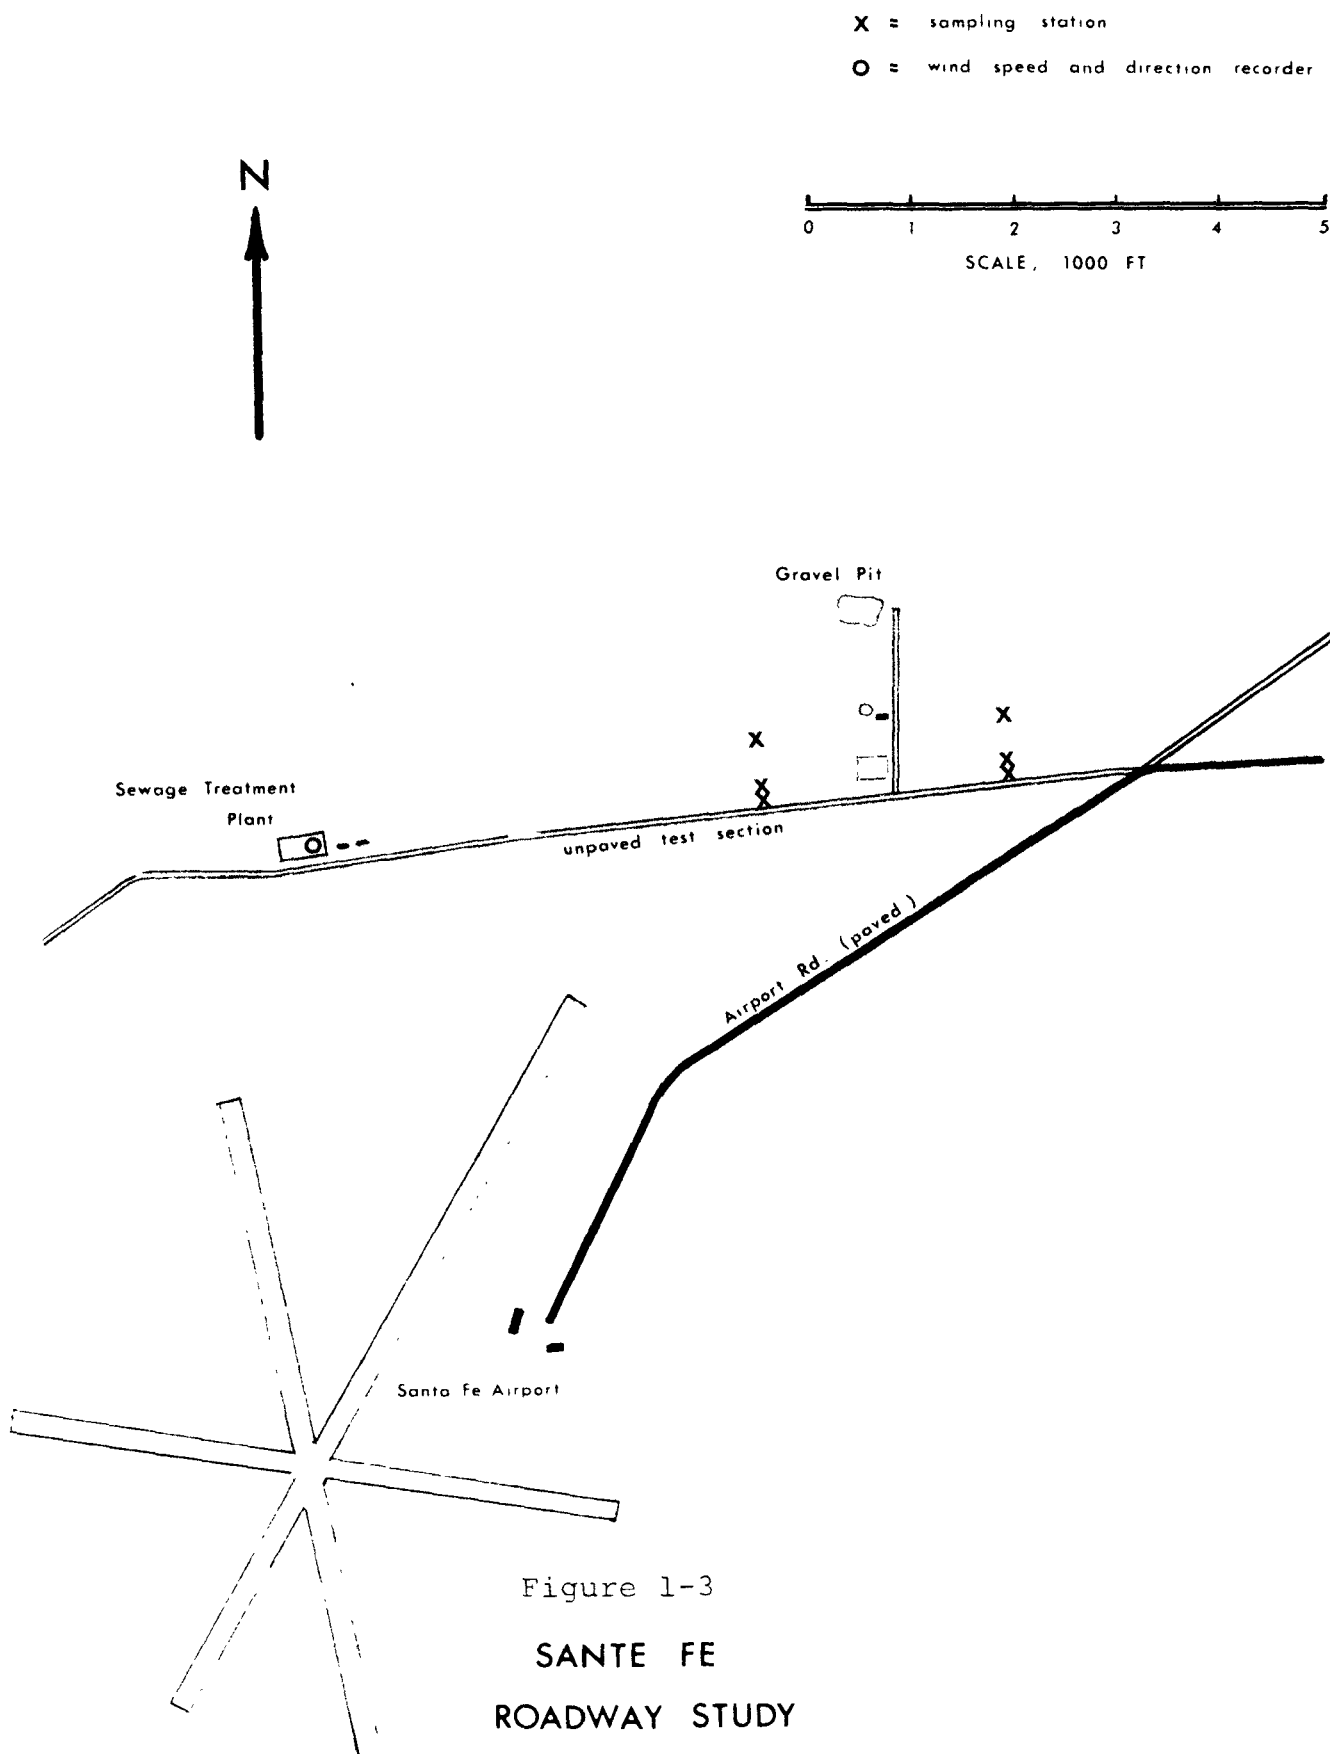 X = sampling station
O = wind speed and direction recorder
N
0 1 2 3 4 5
SCALE, 1000 FT
Gravel Pit
X
X
X
X
X
X
Sewage Treatment
Plant
unpaved test section
Airport Rd. (paved)
Santa Fe Airport
Figure 1-3
SANTE FE
ROADWAY STUDY